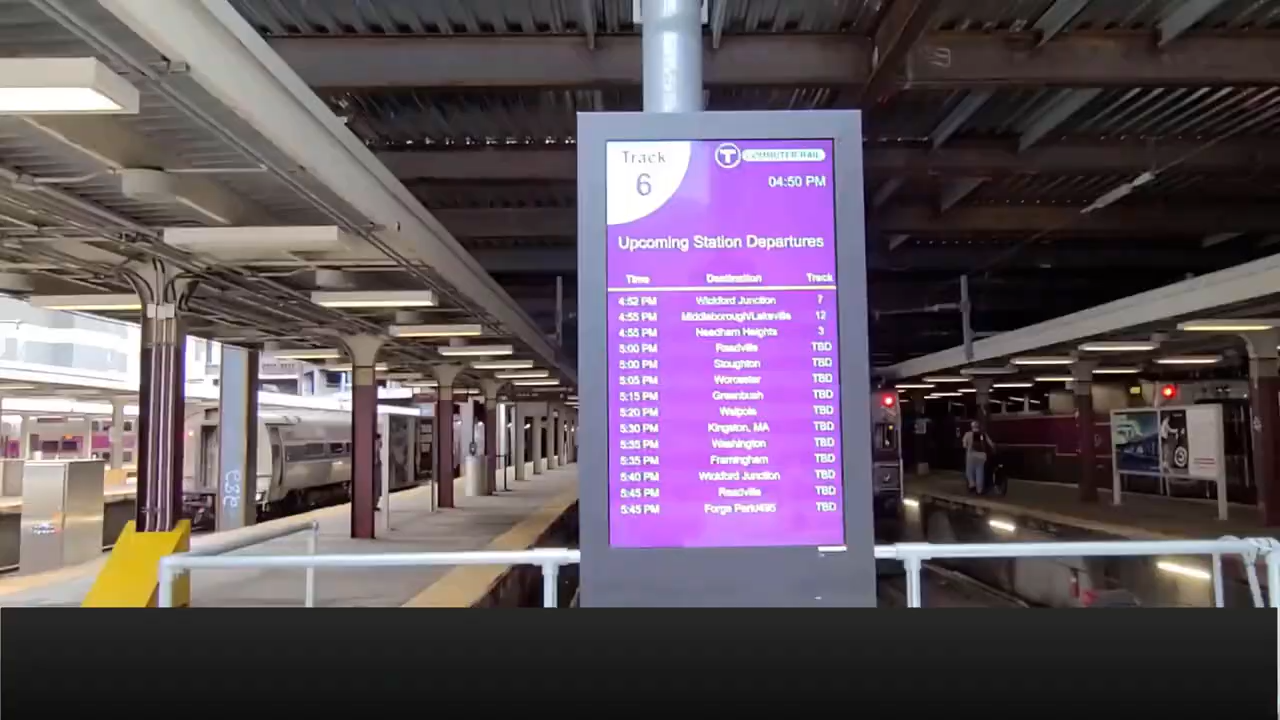 Track
6
T COMMUTER RAIL
04:50 PM
Upcoming Station Departures
Time Destination Track
4:52 PM Wickford Junction 7
4:55 PM Middleborough/Lakeville 12
4:55 PM Needham Heights 3
5:00 PM Readville TBD
5:00 PM Stoughton TBD
5:05 PM Worcester TBD
5:15 PM Greenbush TBD
5:20 PM Walpole TBD
5:30 PM Kingston, MA TBD
5:35 PM Washington TBD
5:35 PM Framingham TBD
5:40 PM Wickford Junction TBD
5:45 PM Readville TBD
5:45 PM Forge Park/495 TBD